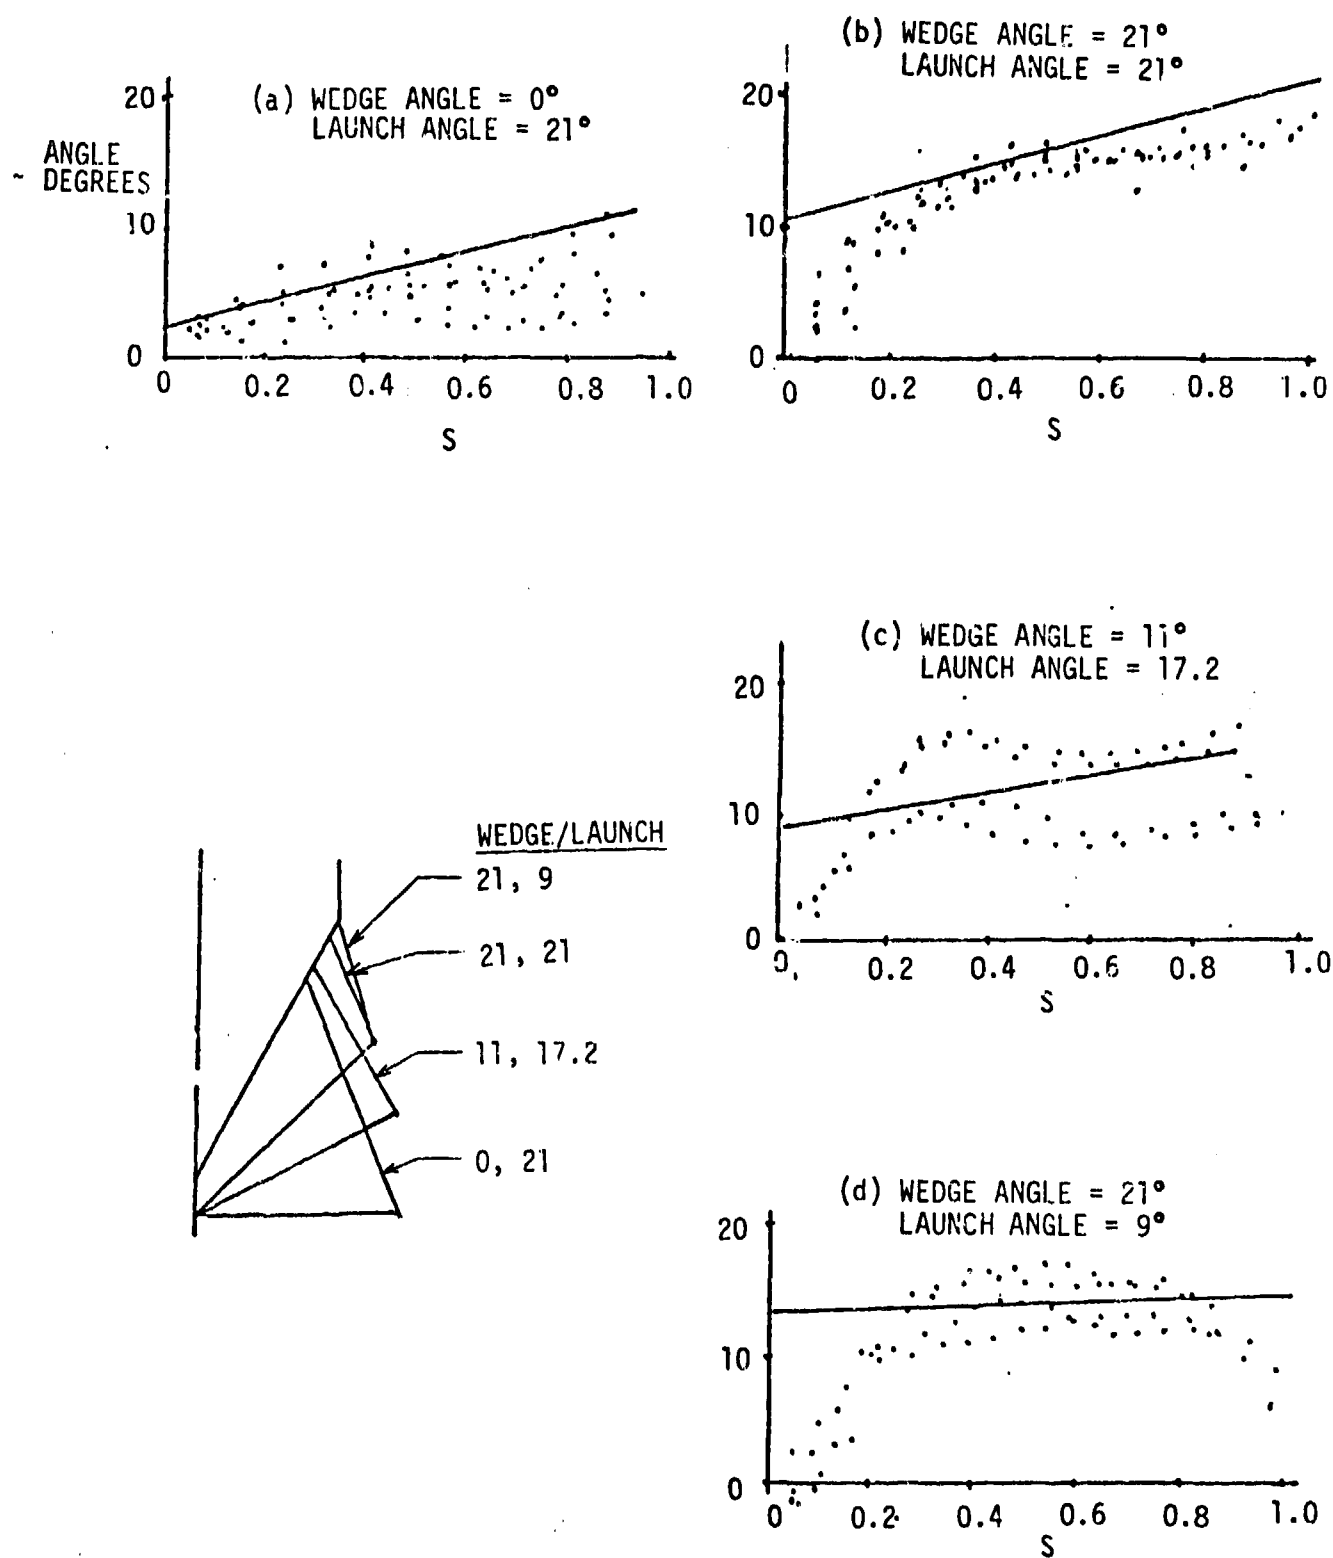 (a) WEDGE ANGLE = 0°
LAUNCH ANGLE = 21°
ANGLE
~ DEGREES
20
10
0
0 0.2 0.4 0.6 0.8 1.0
S
(b) WEDGE ANGLE = 21°
LAUNCH ANGLE = 21°
20
10
0
0 0.2 0.4 0.6 0.8 1.0
S
(c) WEDGE ANGLE = 11°
LAUNCH ANGLE = 17.2
20
10
0
0 0.2 0.4 0.6 0.8 1.0
S
WEDGE/LAUNCH
21, 9
21, 21
11, 17.2
0, 21
(d) WEDGE ANGLE = 21°
LAUNCH ANGLE = 9°
20
10
0
0 0.2 0.4 0.6 0.8 1.0
S